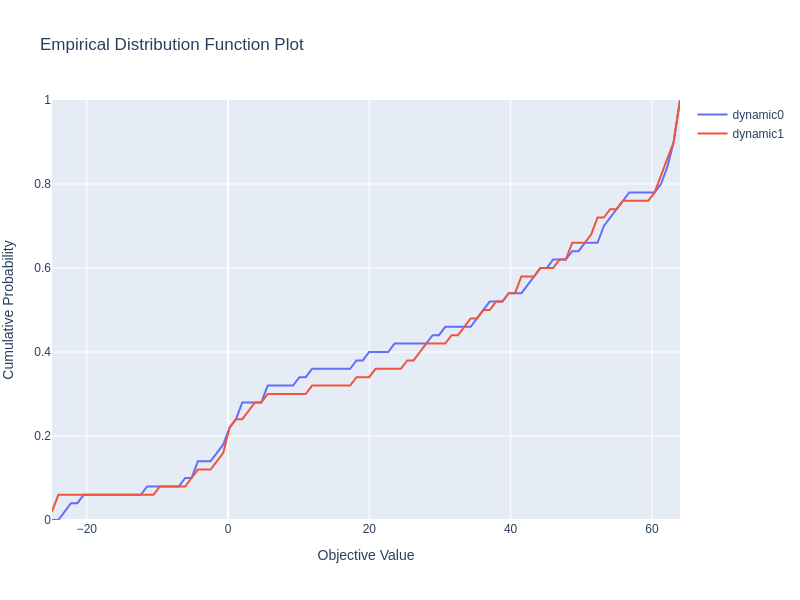 Empirical Distribution Function Plot
dynamic0
dynamic1
1
0.8
0.6
0.4
0.2
0
−20
0
20
40
60
Objective Value
Cumulative Probability